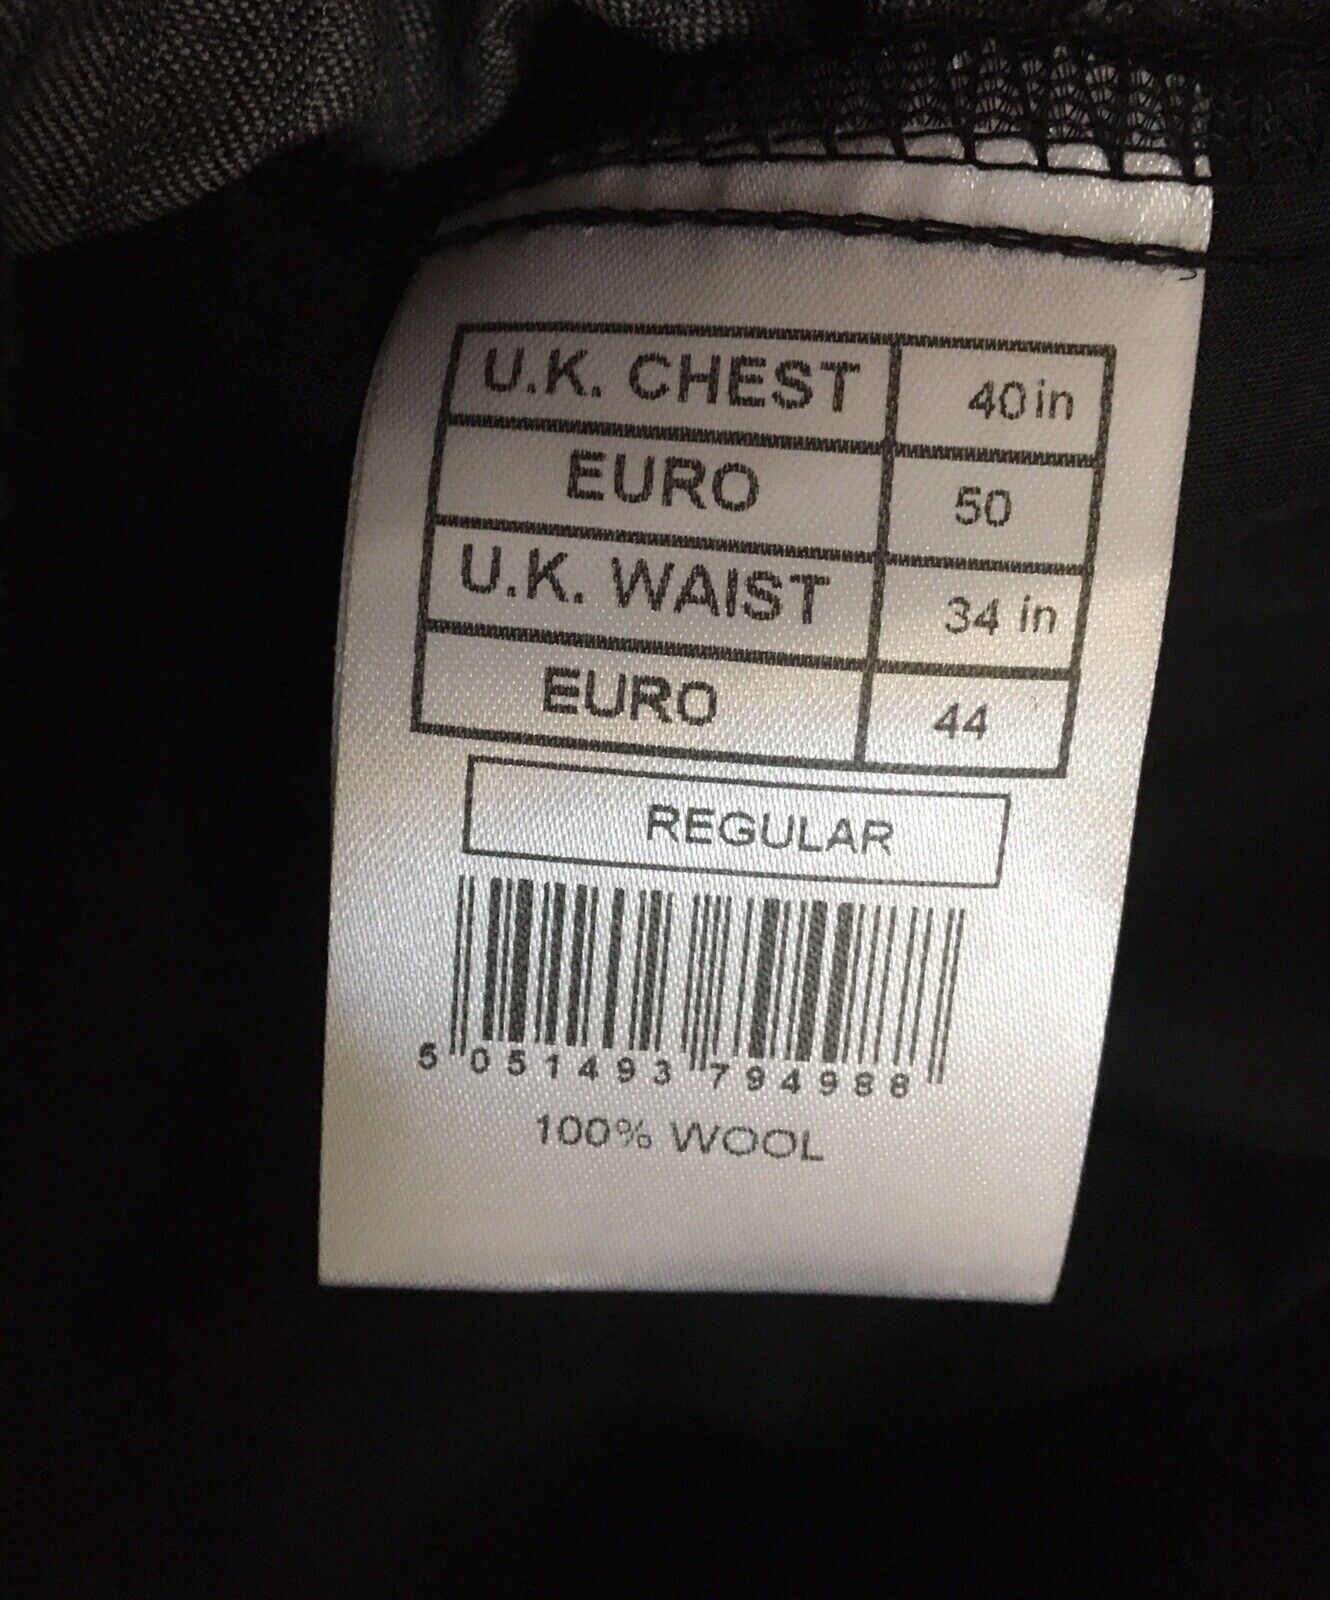 U.K. CHEST 40in
EURO 50
U.K. WAIST 34 in
EURO 44
REGULAR
5 051493 794988
100% WOOL